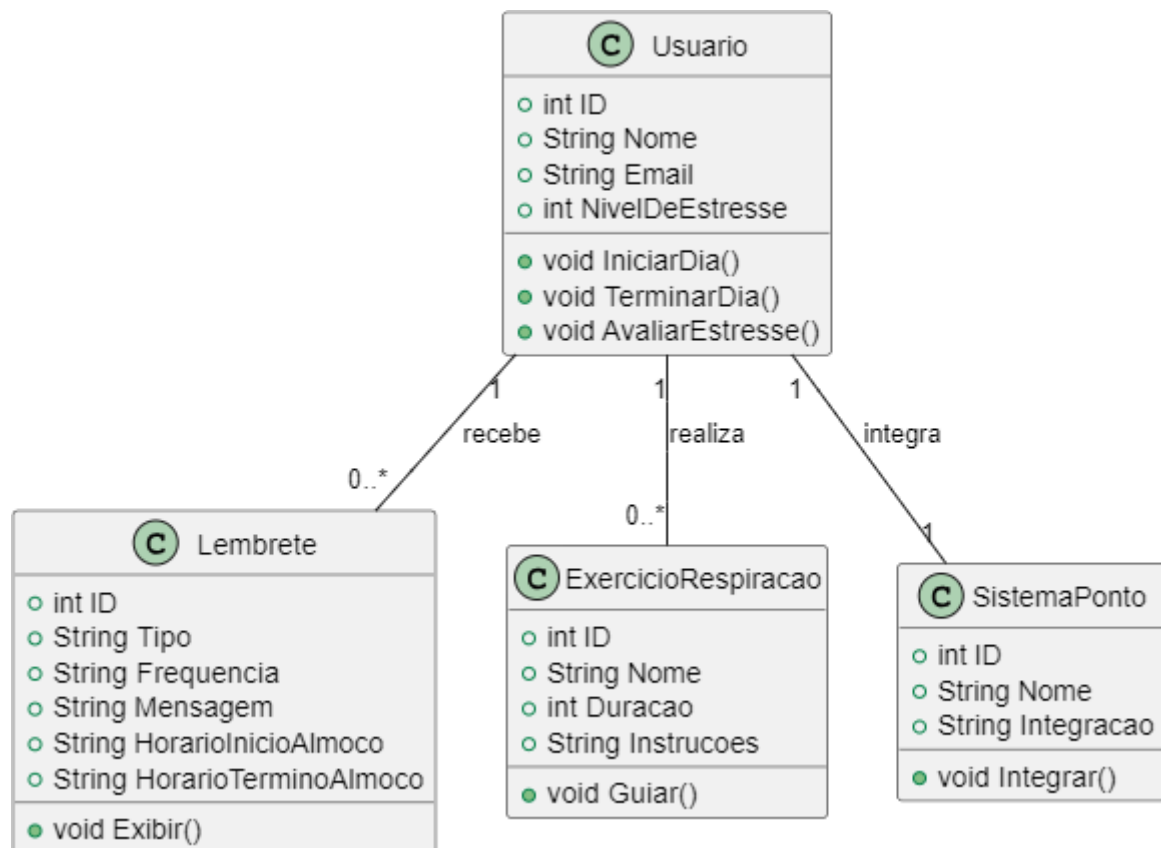 C Usuario
int ID
String Nome
String Email
int NivelDeEstresse
void IniciarDia()
void TerminarDia()
void AvaliarEstresse()
1
1
1
recebe
realiza
integra
0..*
0..*
1
C Lembrete
int ID
String Tipo
String Frequencia
String Mensagem
String HorarioInicioAlmoco
String HorarioTerminoAlmoco
void Exibir()
C ExercicioRespiracao
int ID
String Nome
int Duracao
String Instrucoes
void Guiar()
C SistemaPonto
int ID
String Nome
String Integracao
void Integrar()